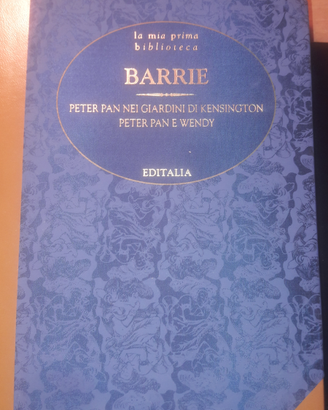 la mia prima
biblioteca
BARRIE
PETER PAN NEI GIARDINI DI KENSINGTON
PETER PAN E WENDY
EDITALIA